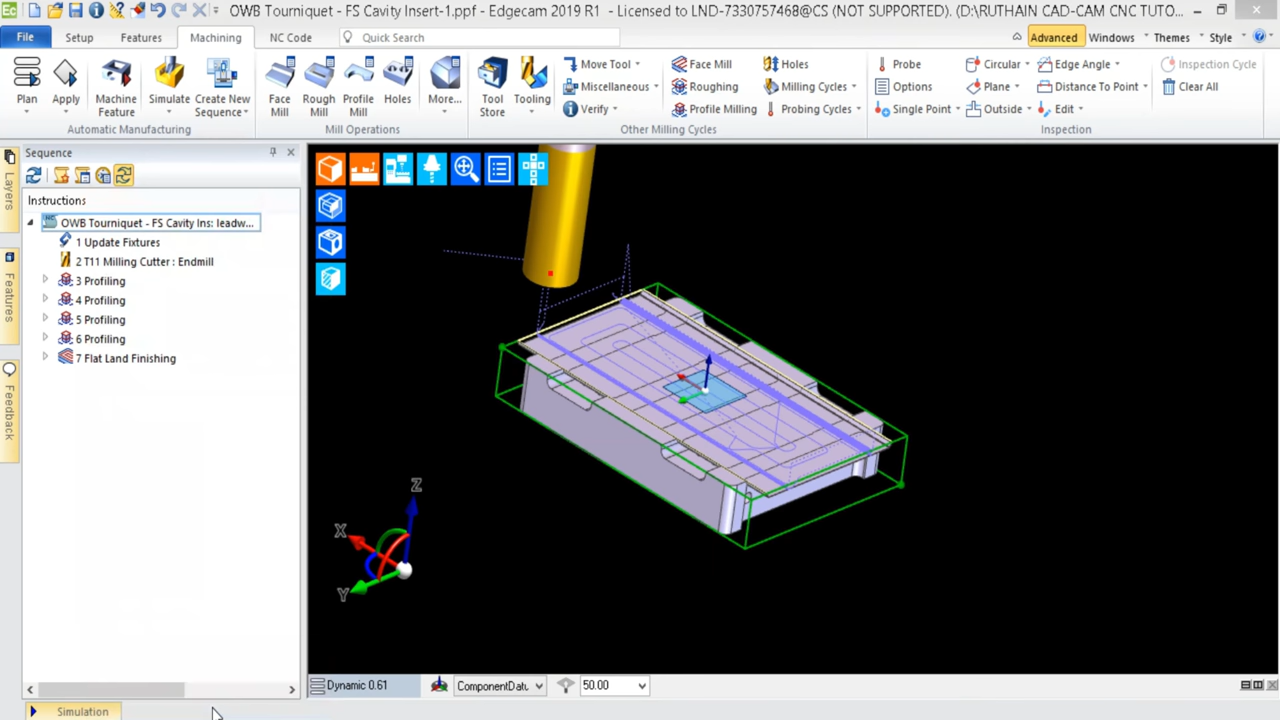 Ec OWB Tourniquet - FS Cavity Insert-1.ppf - Edgecam 2019 R1 - Licensed to LMD-7330757468@CS (NOT SUPPORTED). (D:\RUTHAIN CAD-CAM CNC TUTO...
File Setup Features Machining NC Code Quick Search Advanced Windows Themes Style
Plan Apply Machine Feature Simulate Create New Sequence Face Mill Rough Mill Profile Mill Holes More... Tool Store Tooling
Move Tool Face Mill Holes Probe Circular Edge Angle Inspection Cycle
Miscellaneous Roughing Milling Cycles Options Plane Distance To Point Clear All
Verify Profile Milling Probing Cycles Single Point Outside Edit
Automatic Manufacturing Mill Operations Other Milling Cycles Inspection
Layers
Features
Feedback
Sequence
Instructions
OWB Tourniquet - FS Cavity Ins: leadw...
1 Update Fixtures
2 T11 Milling Cutter : Endmill
3 Profiling
4 Profiling
5 Profiling
6 Profiling
7 Flat Land Finishing
Z
X
Y
Dynamic 0.61 ComponentDatu 50.00
Simulation